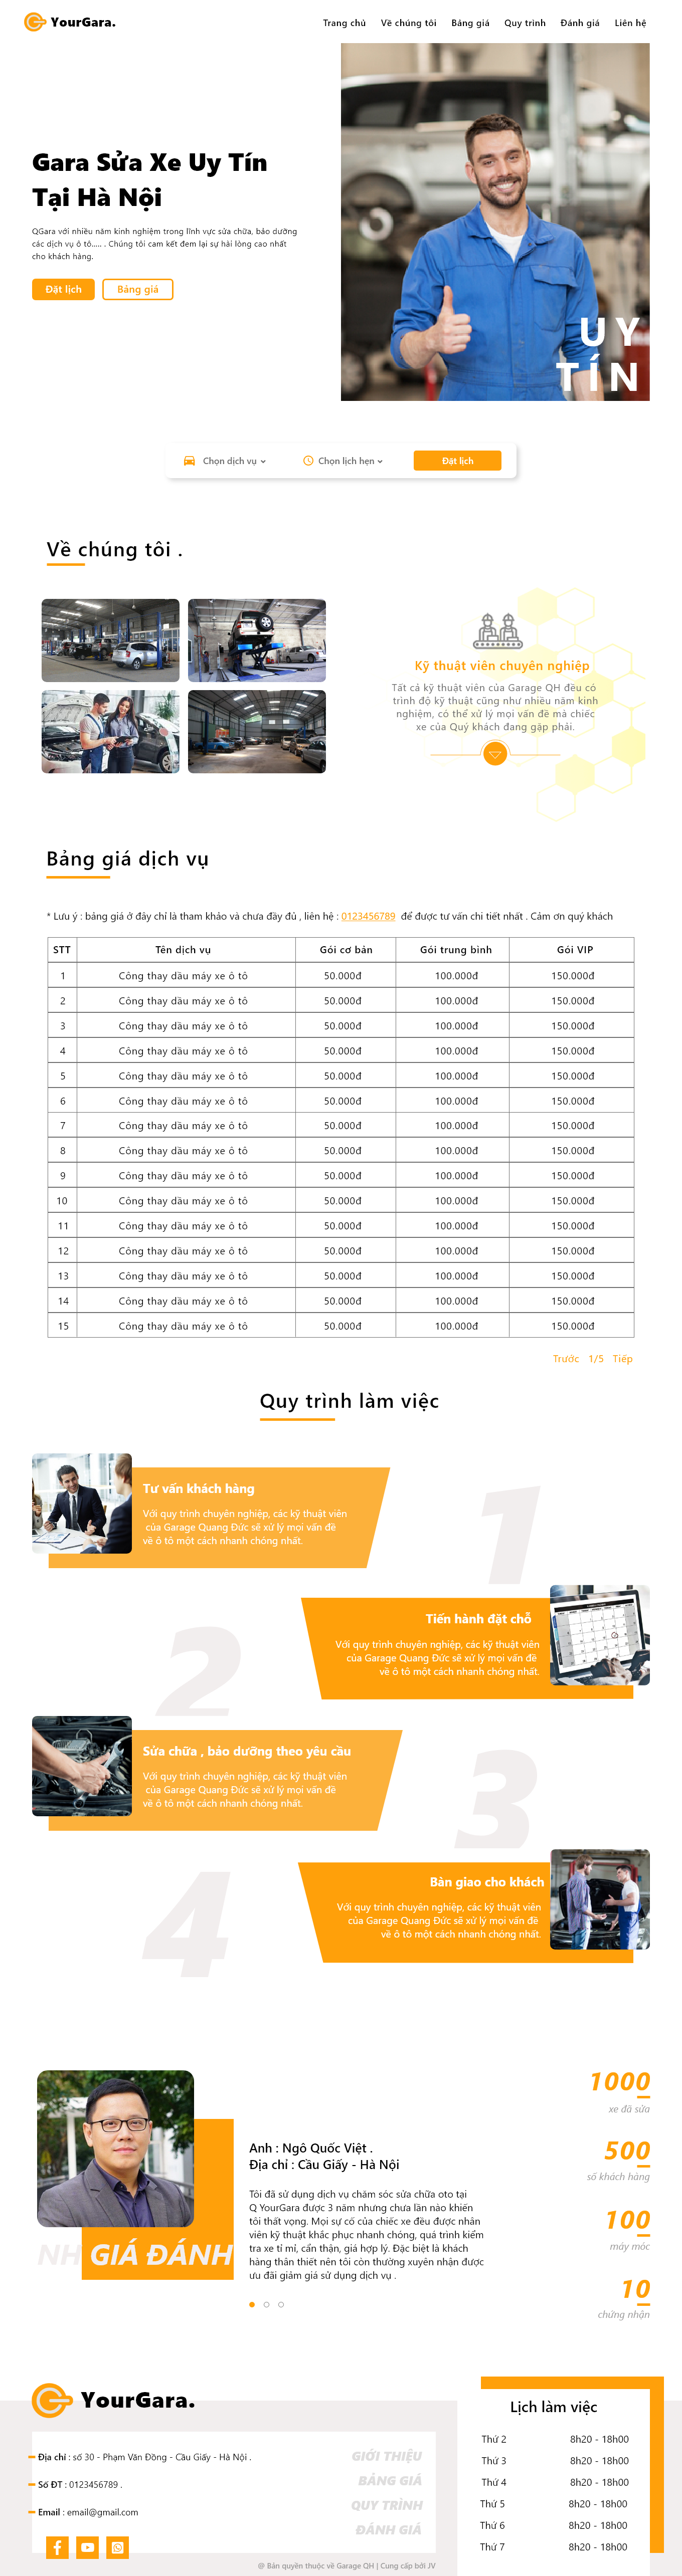 YourGara.
Trang chủ Về chúng tôi Bảng giá Quy trình Đánh giá Liên hệ
Gara Sửa Xe Uy Tín
Tại Hà Nội
QGara với nhiều năm kinh nghiệm trong lĩnh vực sửa chữa, bảo dưỡng
các dịch vụ ô tô..... . Chúng tôi cam kết đem lại sự hài lòng cao nhất
cho khách hàng.
Đặt lịch Bảng giá
UY
TÍN
Chọn dịch vụ Chọn lịch hẹn Đặt lịch
Về chúng tôi .
Kỹ thuật viên chuyên nghiệp
Tất cả kỹ thuật viên của Garage QH đều có
trình độ kỹ thuật cũng như nhiều năm kinh
nghiệm, có thể xử lý mọi vấn đề mà chiếc
xe của Quý khách đang gặp phải.
Bảng giá dịch vụ
* Lưu ý : bảng giá ở đây chỉ là tham khảo và chưa đầy đủ , liên hệ : 0123456789 để được tư vấn chi tiết nhất . Cảm ơn quý khách
STT Tên dịch vụ Gói cơ bản Gói trung bình Gói VIP
1 Công thay dầu máy xe ô tô 50.000đ 100.000đ 150.000đ
2 Công thay dầu máy xe ô tô 50.000đ 100.000đ 150.000đ
3 Công thay dầu máy xe ô tô 50.000đ 100.000đ 150.000đ
4 Công thay dầu máy xe ô tô 50.000đ 100.000đ 150.000đ
5 Công thay dầu máy xe ô tô 50.000đ 100.000đ 150.000đ
6 Công thay dầu máy xe ô tô 50.000đ 100.000đ 150.000đ
7 Công thay dầu máy xe ô tô 50.000đ 100.000đ 150.000đ
8 Công thay dầu máy xe ô tô 50.000đ 100.000đ 150.000đ
9 Công thay dầu máy xe ô tô 50.000đ 100.000đ 150.000đ
10 Công thay dầu máy xe ô tô 50.000đ 100.000đ 150.000đ
11 Công thay dầu máy xe ô tô 50.000đ 100.000đ 150.000đ
12 Công thay dầu máy xe ô tô 50.000đ 100.000đ 150.000đ
13 Công thay dầu máy xe ô tô 50.000đ 100.000đ 150.000đ
14 Công thay dầu máy xe ô tô 50.000đ 100.000đ 150.000đ
15 Công thay dầu máy xe ô tô 50.000đ 100.000đ 150.000đ
Trước 1/5 Tiếp
Quy trình làm việc
Tư vấn khách hàng
Với quy trình chuyên nghiệp, các kỹ thuật viên
của Garage Quang Đức sẽ xử lý mọi vấn đề
về ô tô một cách nhanh chóng nhất.
1
Tiến hành đặt chỗ
Với quy trình chuyên nghiệp, các kỹ thuật viên
của Garage Quang Đức sẽ xử lý mọi vấn đề
về ô tô một cách nhanh chóng nhất.
2
Sửa chữa , bảo dưỡng theo yêu cầu
Với quy trình chuyên nghiệp, các kỹ thuật viên
của Garage Quang Đức sẽ xử lý mọi vấn đề
về ô tô một cách nhanh chóng nhất.
3
Bàn giao cho khách
Với quy trình chuyên nghiệp, các kỹ thuật viên
của Garage Quang Đức sẽ xử lý mọi vấn đề
về ô tô một cách nhanh chóng nhất.
4
NH GIÁ ĐÁNH
Anh : Ngô Quốc Việt .
Địa chỉ : Cầu Giấy - Hà Nội
Tôi đã sử dụng dịch vụ chăm sóc sửa chữa oto tại
Q YourGara được 3 năm nhưng chưa lần nào khiến
tôi thất vọng. Mọi sự cố của chiếc xe đều được nhân
viên kỹ thuật khắc phục nhanh chóng, quá trình kiểm
tra xe tỉ mỉ, cẩn thận, giá hợp lý. Đặc biệt là khách
hàng thân thiết nên tôi còn thường xuyên nhận được
ưu đãi giảm giá sử dụng dịch vụ .
1000
xe đã sửa
500
số khách hàng
100
máy móc
10
chứng nhận
YourGara.
Địa chỉ : số 30 - Phạm Văn Đồng - Cầu Giấy - Hà Nội .
Số ĐT : 0123456789 .
Email : email@gmail.com
GIỚI THIỆU
BẢNG GIÁ
QUY TRÌNH
ĐÁNH GIÁ
@ Bản quyền thuộc về Garage QH | Cung cấp bởi JV
Lịch làm việc
Thứ 2 8h20 - 18h00
Thứ 3 8h20 - 18h00
Thứ 4 8h20 - 18h00
Thứ 5 8h20 - 18h00
Thứ 6 8h20 - 18h00
Thứ 7 8h20 - 18h00